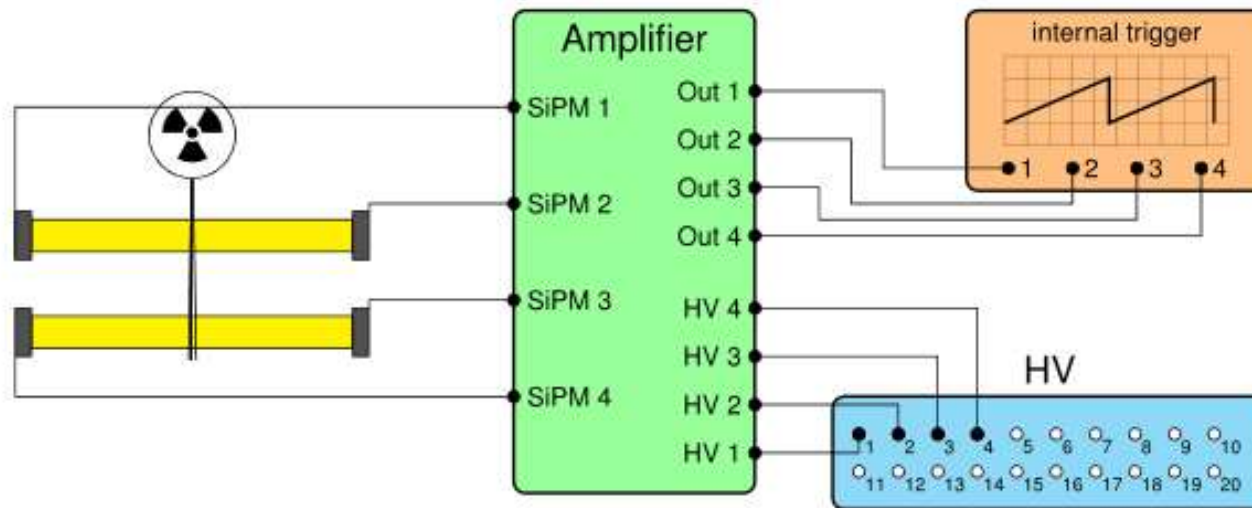 Amplifier
SiPM 1
SiPM 2
SiPM 3
SiPM 4
Out 1
Out 2
Out 3
Out 4
HV 4
HV 3
HV 2
HV 1
internal trigger
1 2 3 4
HV
1 2 3 4 5 6 7 8 9 10
11 12 13 14 15 16 17 18 19 20